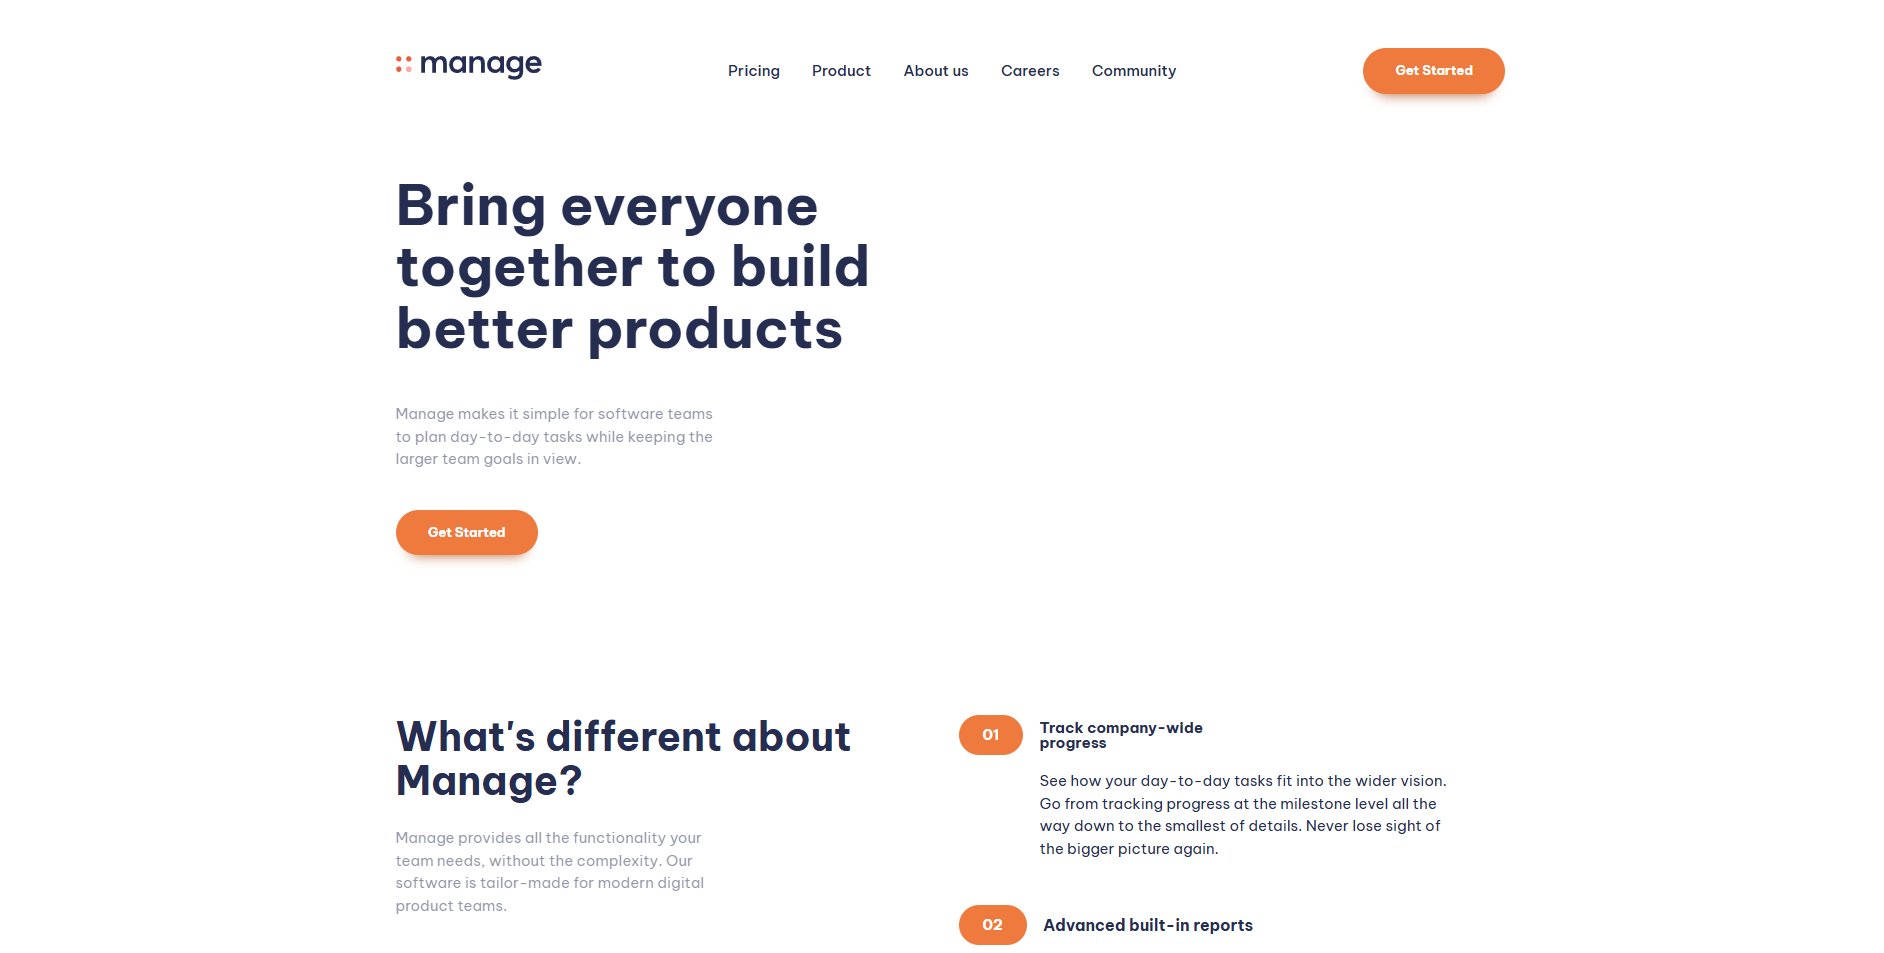 manage
Pricing
Product
About us
Careers
Community
Get Started
Bring everyone
together to build
better products
Manage makes it simple for software teams
to plan day-to-day tasks while keeping the
larger team goals in view.
Get Started
What's different about
Manage?
Manage provides all the functionality your
team needs, without the complexity. Our
software is tailor-made for modern digital
product teams.
01
Track company-wide
progress
See how your day-to-day tasks fit into the wider vision.
Go from tracking progress at the milestone level all the
way down to the smallest of details. Never lose sight of
the bigger picture again.
02
Advanced built-in reports